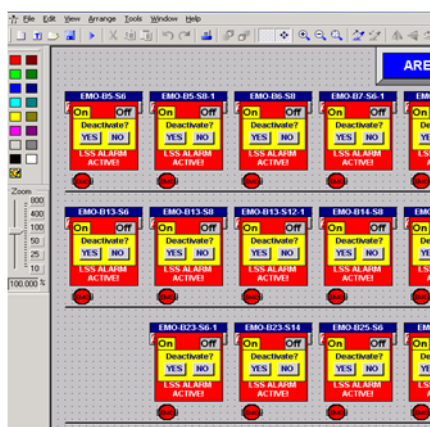 File Edit View Arrange Tools Window Help
ARE
EMO-B5-S6 EMO-B5-S8-1 EMO-B6-S8 EMO-B7-S6-1 EM
On Off On Off On Off On Off On
Deactivate? Deactivate? Deactivate? Deactivate?
YES NO YES NO YES NO YES NO
LSS ALARM LSS ALARM LSS ALARM LSS ALARM
ACTIVE! ACTIVE! ACTIVE! ACTIVE!
Zoom
800
400
100
50
25
10
100.000 %
EMO-B13-S6 EMO-B13-S8 EMO-B13-S12-1 EMO-B14-S8
On Off On Off On Off On Off On
Deactivate? Deactivate? Deactivate? Deactivate?
YES NO YES NO YES NO YES NO
LSS ALARM LSS ALARM LSS ALARM LSS ALARM
ACTIVE! ACTIVE! ACTIVE! ACTIVE!
EMO-B23-S6-1 EMO-B23-S14 EMO-B25-S6 EM
On Off On Off On Off On
Deactivate? Deactivate? Deactivate?
YES NO YES NO YES NO
LSS ALARM LSS ALARM LSS ALARM
ACTIVE! ACTIVE! ACTIVE!